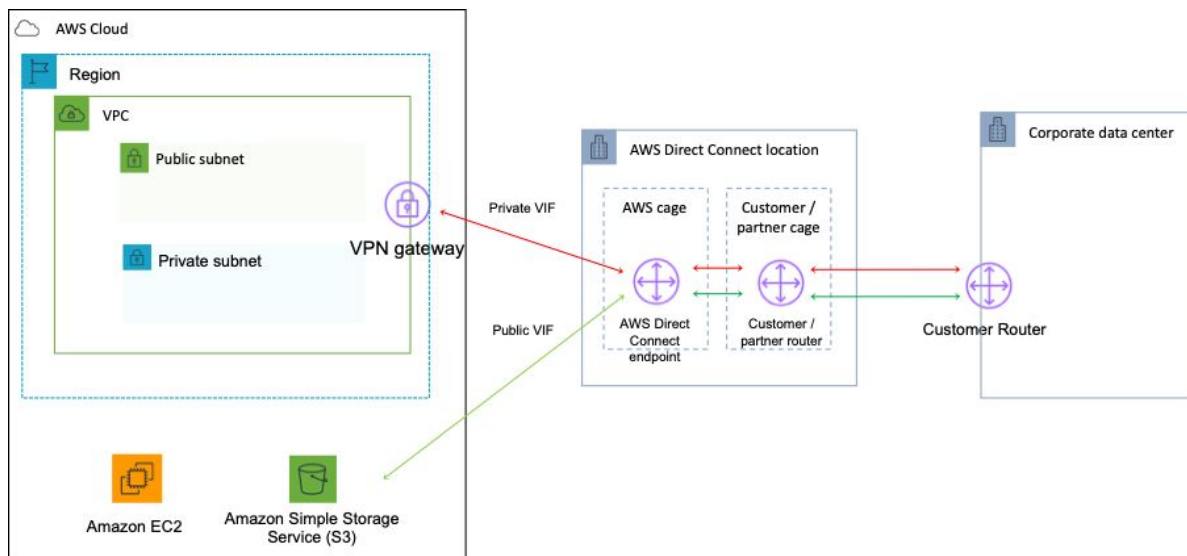 AWS Cloud
Region
VPC
Public subnet
Private subnet
VPN gateway
Private VIF
Public VIF
AWS Direct Connect location
AWS cage
Customer /
partner cage
AWS Direct
Connect
endpoint
Customer /
partner router
Corporate data center
Customer Router
Amazon EC2
Amazon Simple Storage
Service (S3)